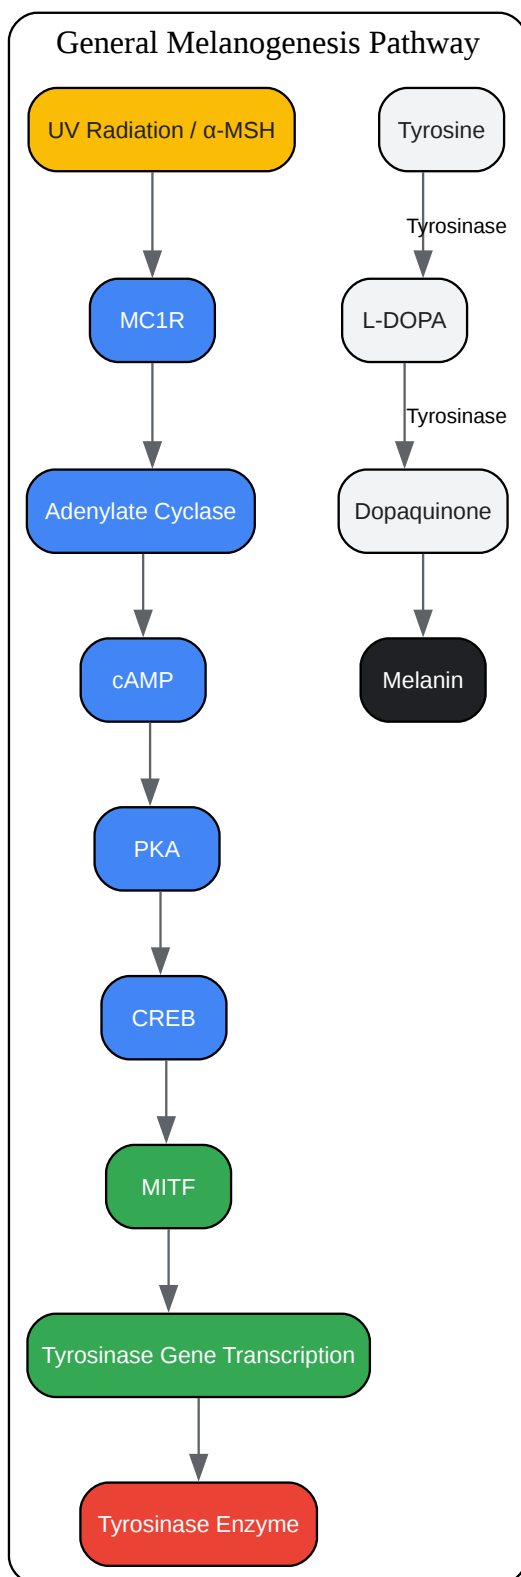 General Melanogenesis Pathway
UV Radiation / α-MSH
MC1R
Adenylate Cyclase
cAMP
PKA
CREB
MITF
Tyrosinase Gene Transcription
Tyrosinase Enzyme
Tyrosine
Tyrosinase
L-DOPA
Tyrosinase
Dopaquinone
Melanin